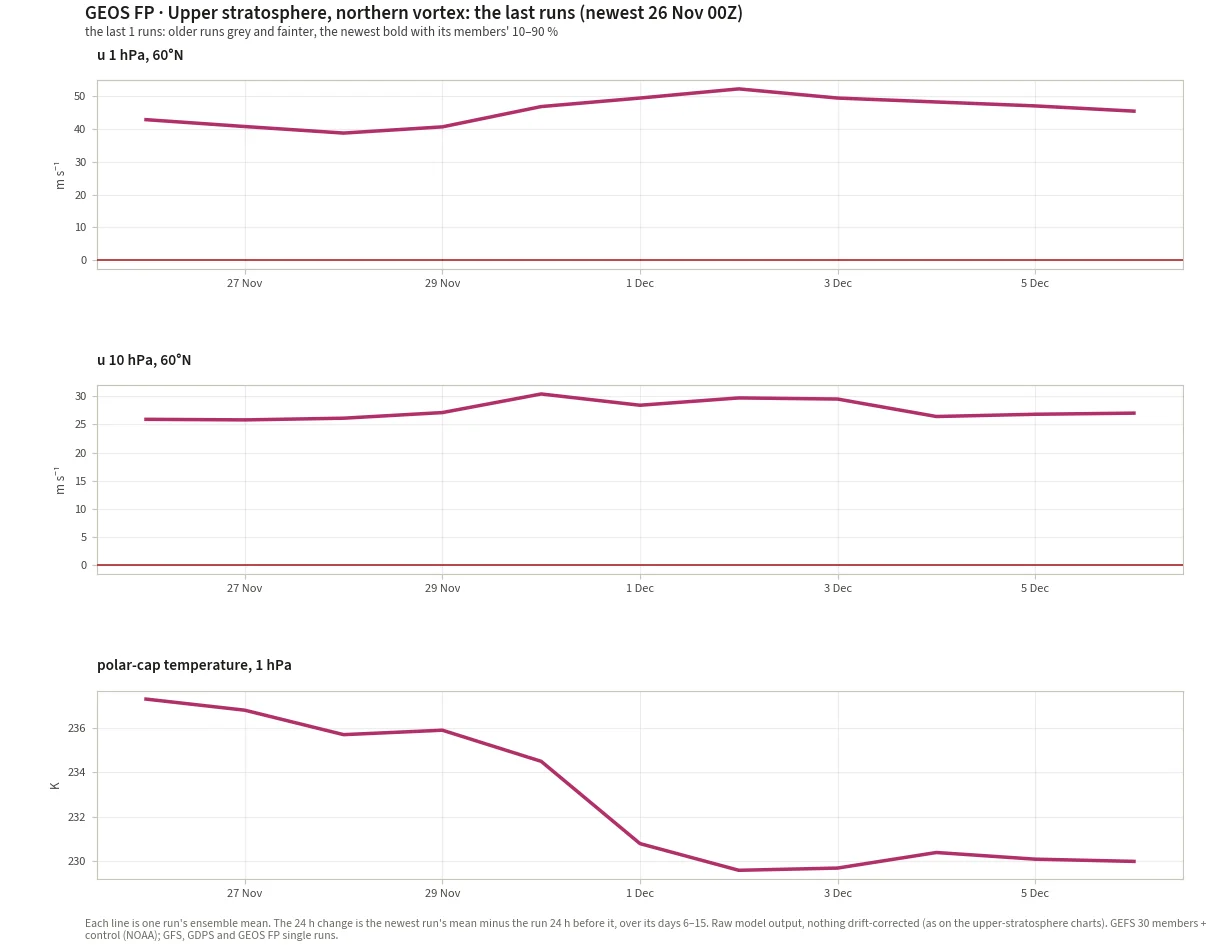 GEOS FP · Upper stratosphere, northern vortex: the last runs (newest 26 Nov 00Z)
the last 1 runs: older runs grey and fainter, the newest bold with its members' 10–90 %
u 1 hPa, 60°N
50
40
30
20
10
0
m s⁻¹
27 Nov 29 Nov 1 Dec 3 Dec 5 Dec
u 10 hPa, 60°N
30
25
20
15
10
5
0
m s⁻¹
27 Nov 29 Nov 1 Dec 3 Dec 5 Dec
polar-cap temperature, 1 hPa
236
234
232
230
K
27 Nov 29 Nov 1 Dec 3 Dec 5 Dec
Each line is one run's ensemble mean. The 24 h change is the newest run's mean minus the run 24 h before it, over its days 6–15. Raw model output, nothing drift-corrected (as on the upper-stratosphere charts). GEFS 30 members +
control (NOAA); GFS, GDPS and GEOS FP single runs.